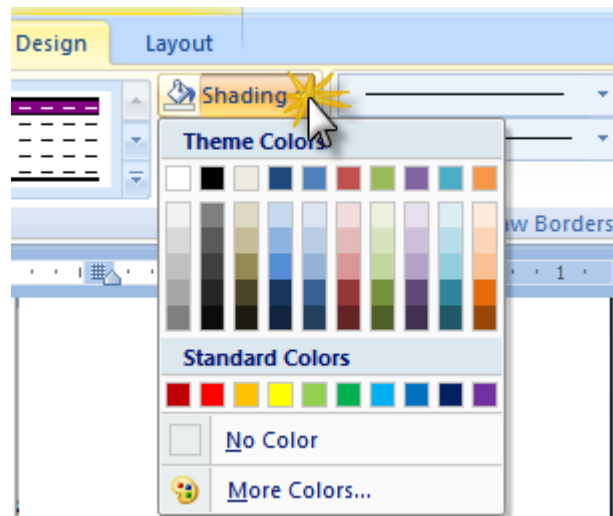 Design Layout
Shading
Theme Colors
Borders
1
Standard Colors
No Color
More Colors...